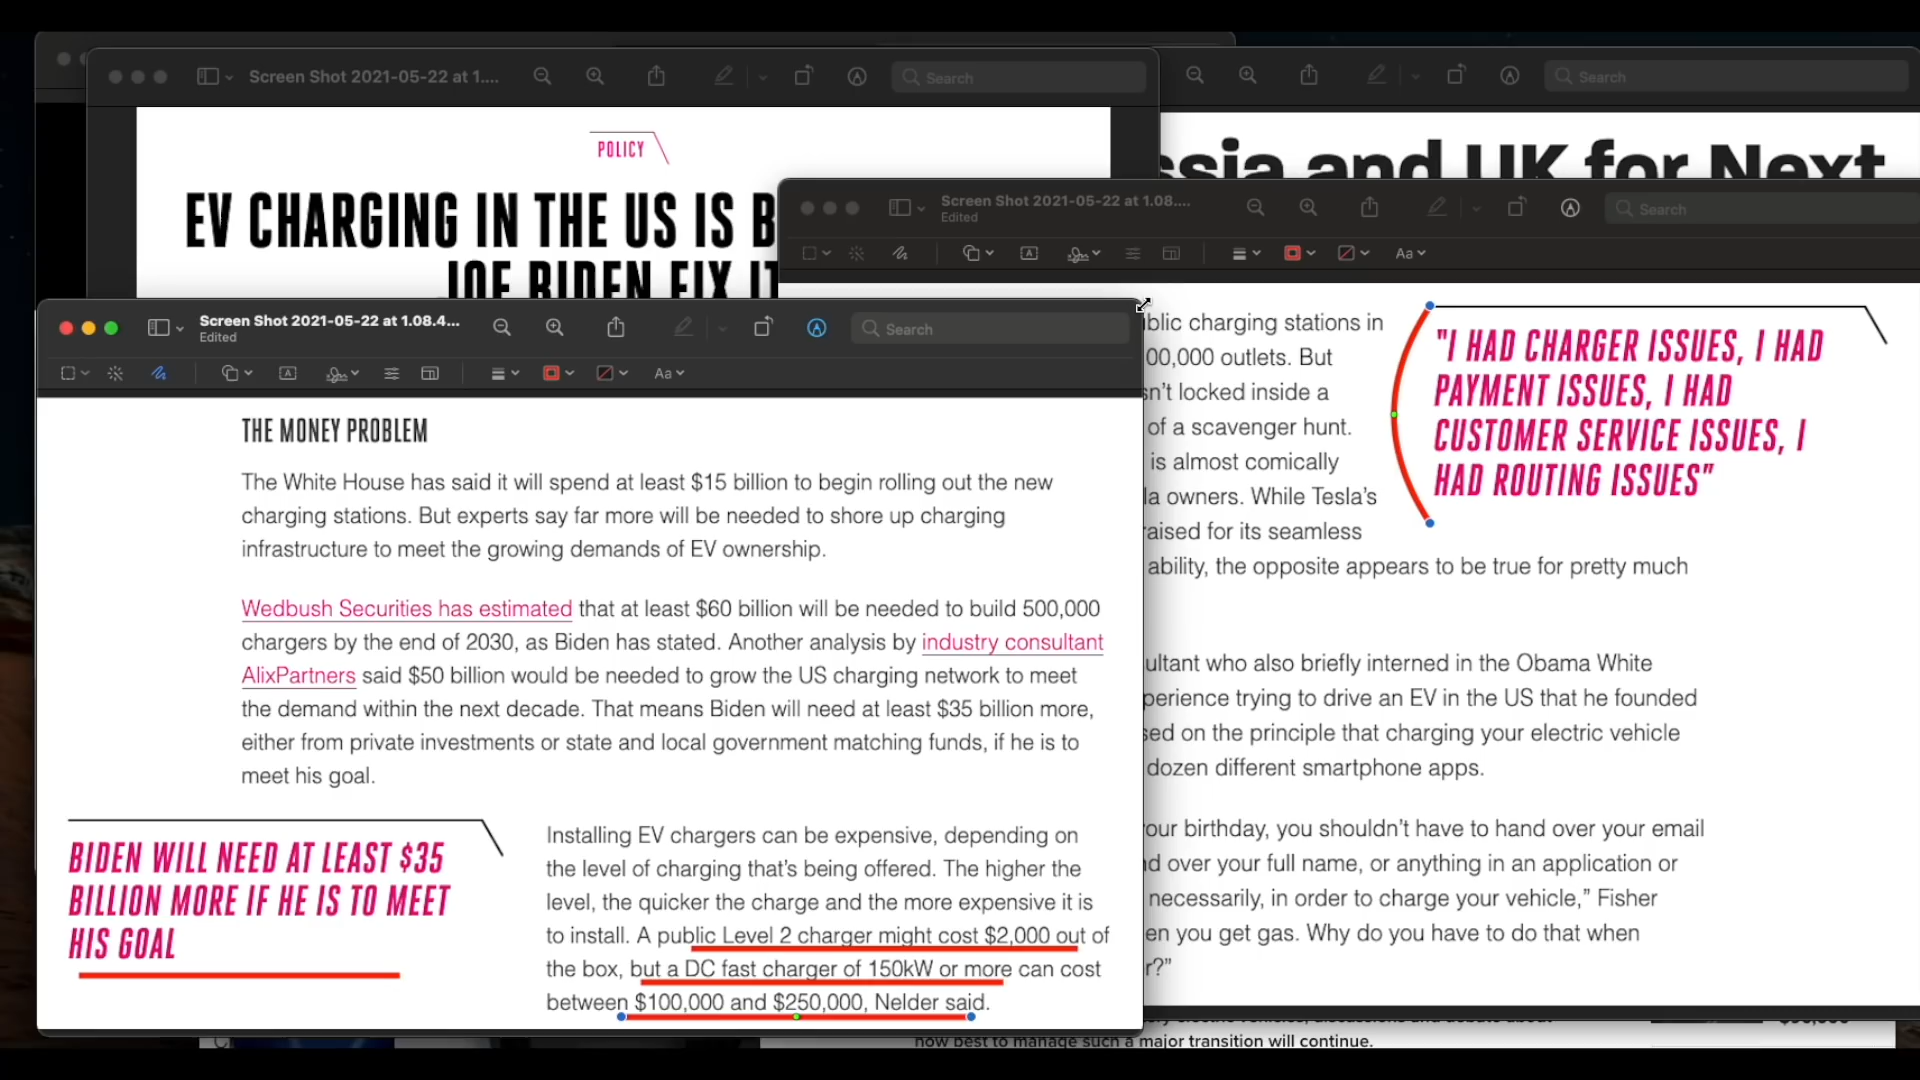 Screen Shot 2021-05-22 at 1....
Search
Search
POLICY
EV CHARGING IN THE US IS B
JOE BIDEN FIX IT
ssia and UK for Next
Screen Shot 2021-05-22 at 1.08....
Edited
Search
Aa
Screen Shot 2021-05-22 at 1.08.4...
Edited
Search
Aa
THE MONEY PROBLEM
The White House has said it will spend at least $15 billion to begin rolling out the new
charging stations. But experts say far more will be needed to shore up charging
infrastructure to meet the growing demands of EV ownership.
Wedbush Securities has estimated that at least $60 billion will be needed to build 500,000
chargers by the end of 2030, as Biden has stated. Another analysis by industry consultant
AlixPartners said $50 billion would be needed to grow the US charging network to meet
the demand within the next decade. That means Biden will need at least $35 billion more,
either from private investments or state and local government matching funds, if he is to
meet his goal.
BIDEN WILL NEED AT LEAST $35
BILLION MORE IF HE IS TO MEET
HIS GOAL
Installing EV chargers can be expensive, depending on
the level of charging that's being offered. The higher the
level, the quicker the charge and the more expensive it is
to install. A public Level 2 charger might cost $2,000 out of
the box, but a DC fast charger of 150kW or more can cost
between $100,000 and $250,000, Nelder said.
blic charging stations in
00,000 outlets. But
n't locked inside a
of a scavenger hunt.
is almost comically
la owners. While Tesla's
raised for its seamless
ability, the opposite appears to be true for pretty much
"I HAD CHARGER ISSUES, I HAD
PAYMENT ISSUES, I HAD
CUSTOMER SERVICE ISSUES, I
HAD ROUTING ISSUES"
ultant who also briefly interned in the Obama White
perience trying to drive an EV in the US that he founded
sed on the principle that charging your electric vehicle
dozen different smartphone apps.
our birthday, you shouldn't have to hand over your email
d over your full name, or anything in an application or
necessarily, in order to charge your vehicle," Fisher
en you get gas. Why do you have to do that when
r?"
now best to manage such a major transition will continue.